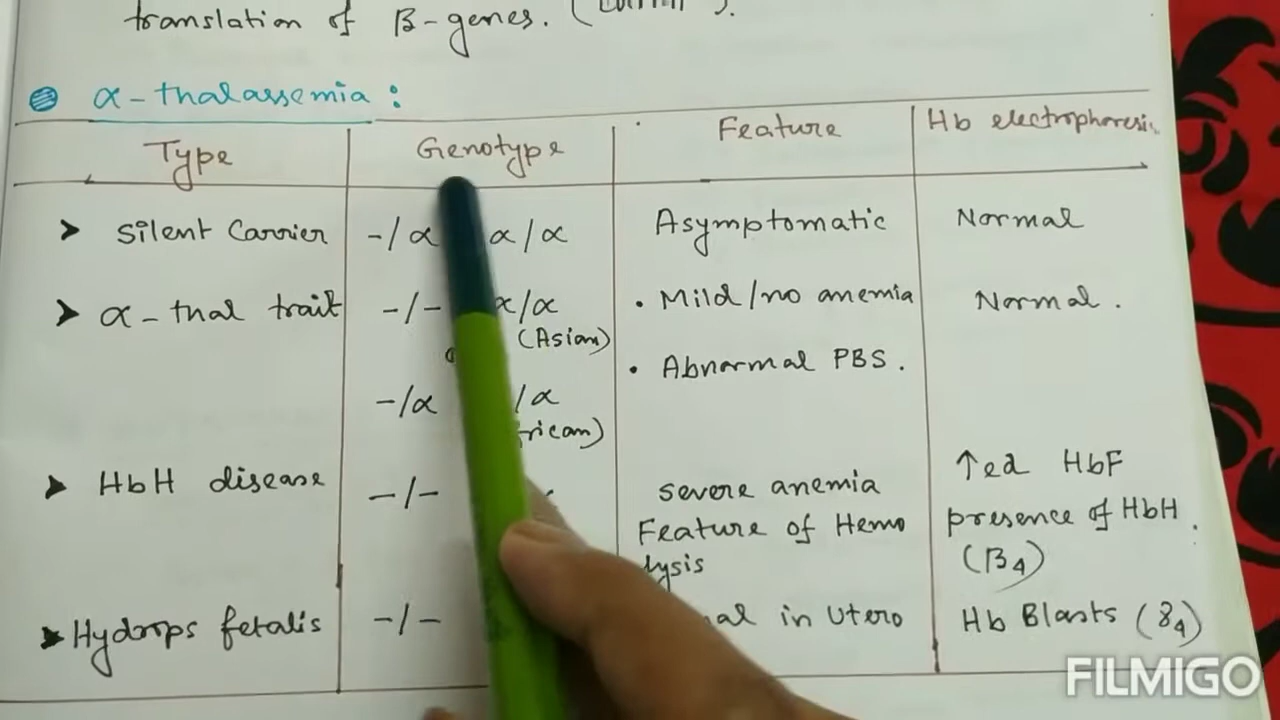 translation of B-genes.
α-thalassemia :
Type Genotype Feature Hb electrophoresis
Silent Carrier -/α α/α Asymptomatic Normal
α-thal trait -/- α/α (Asian) • Mild/no anemia Normal.
• Abnormal PBS.
-/α /α
HbH disease -/- severe anemia ↑ed HbF
Feature of Hemo presence of HbH.
lysis (B4)
Hydrops fetalis -/- in Utero Hb Blasts (84)
FILMIGO